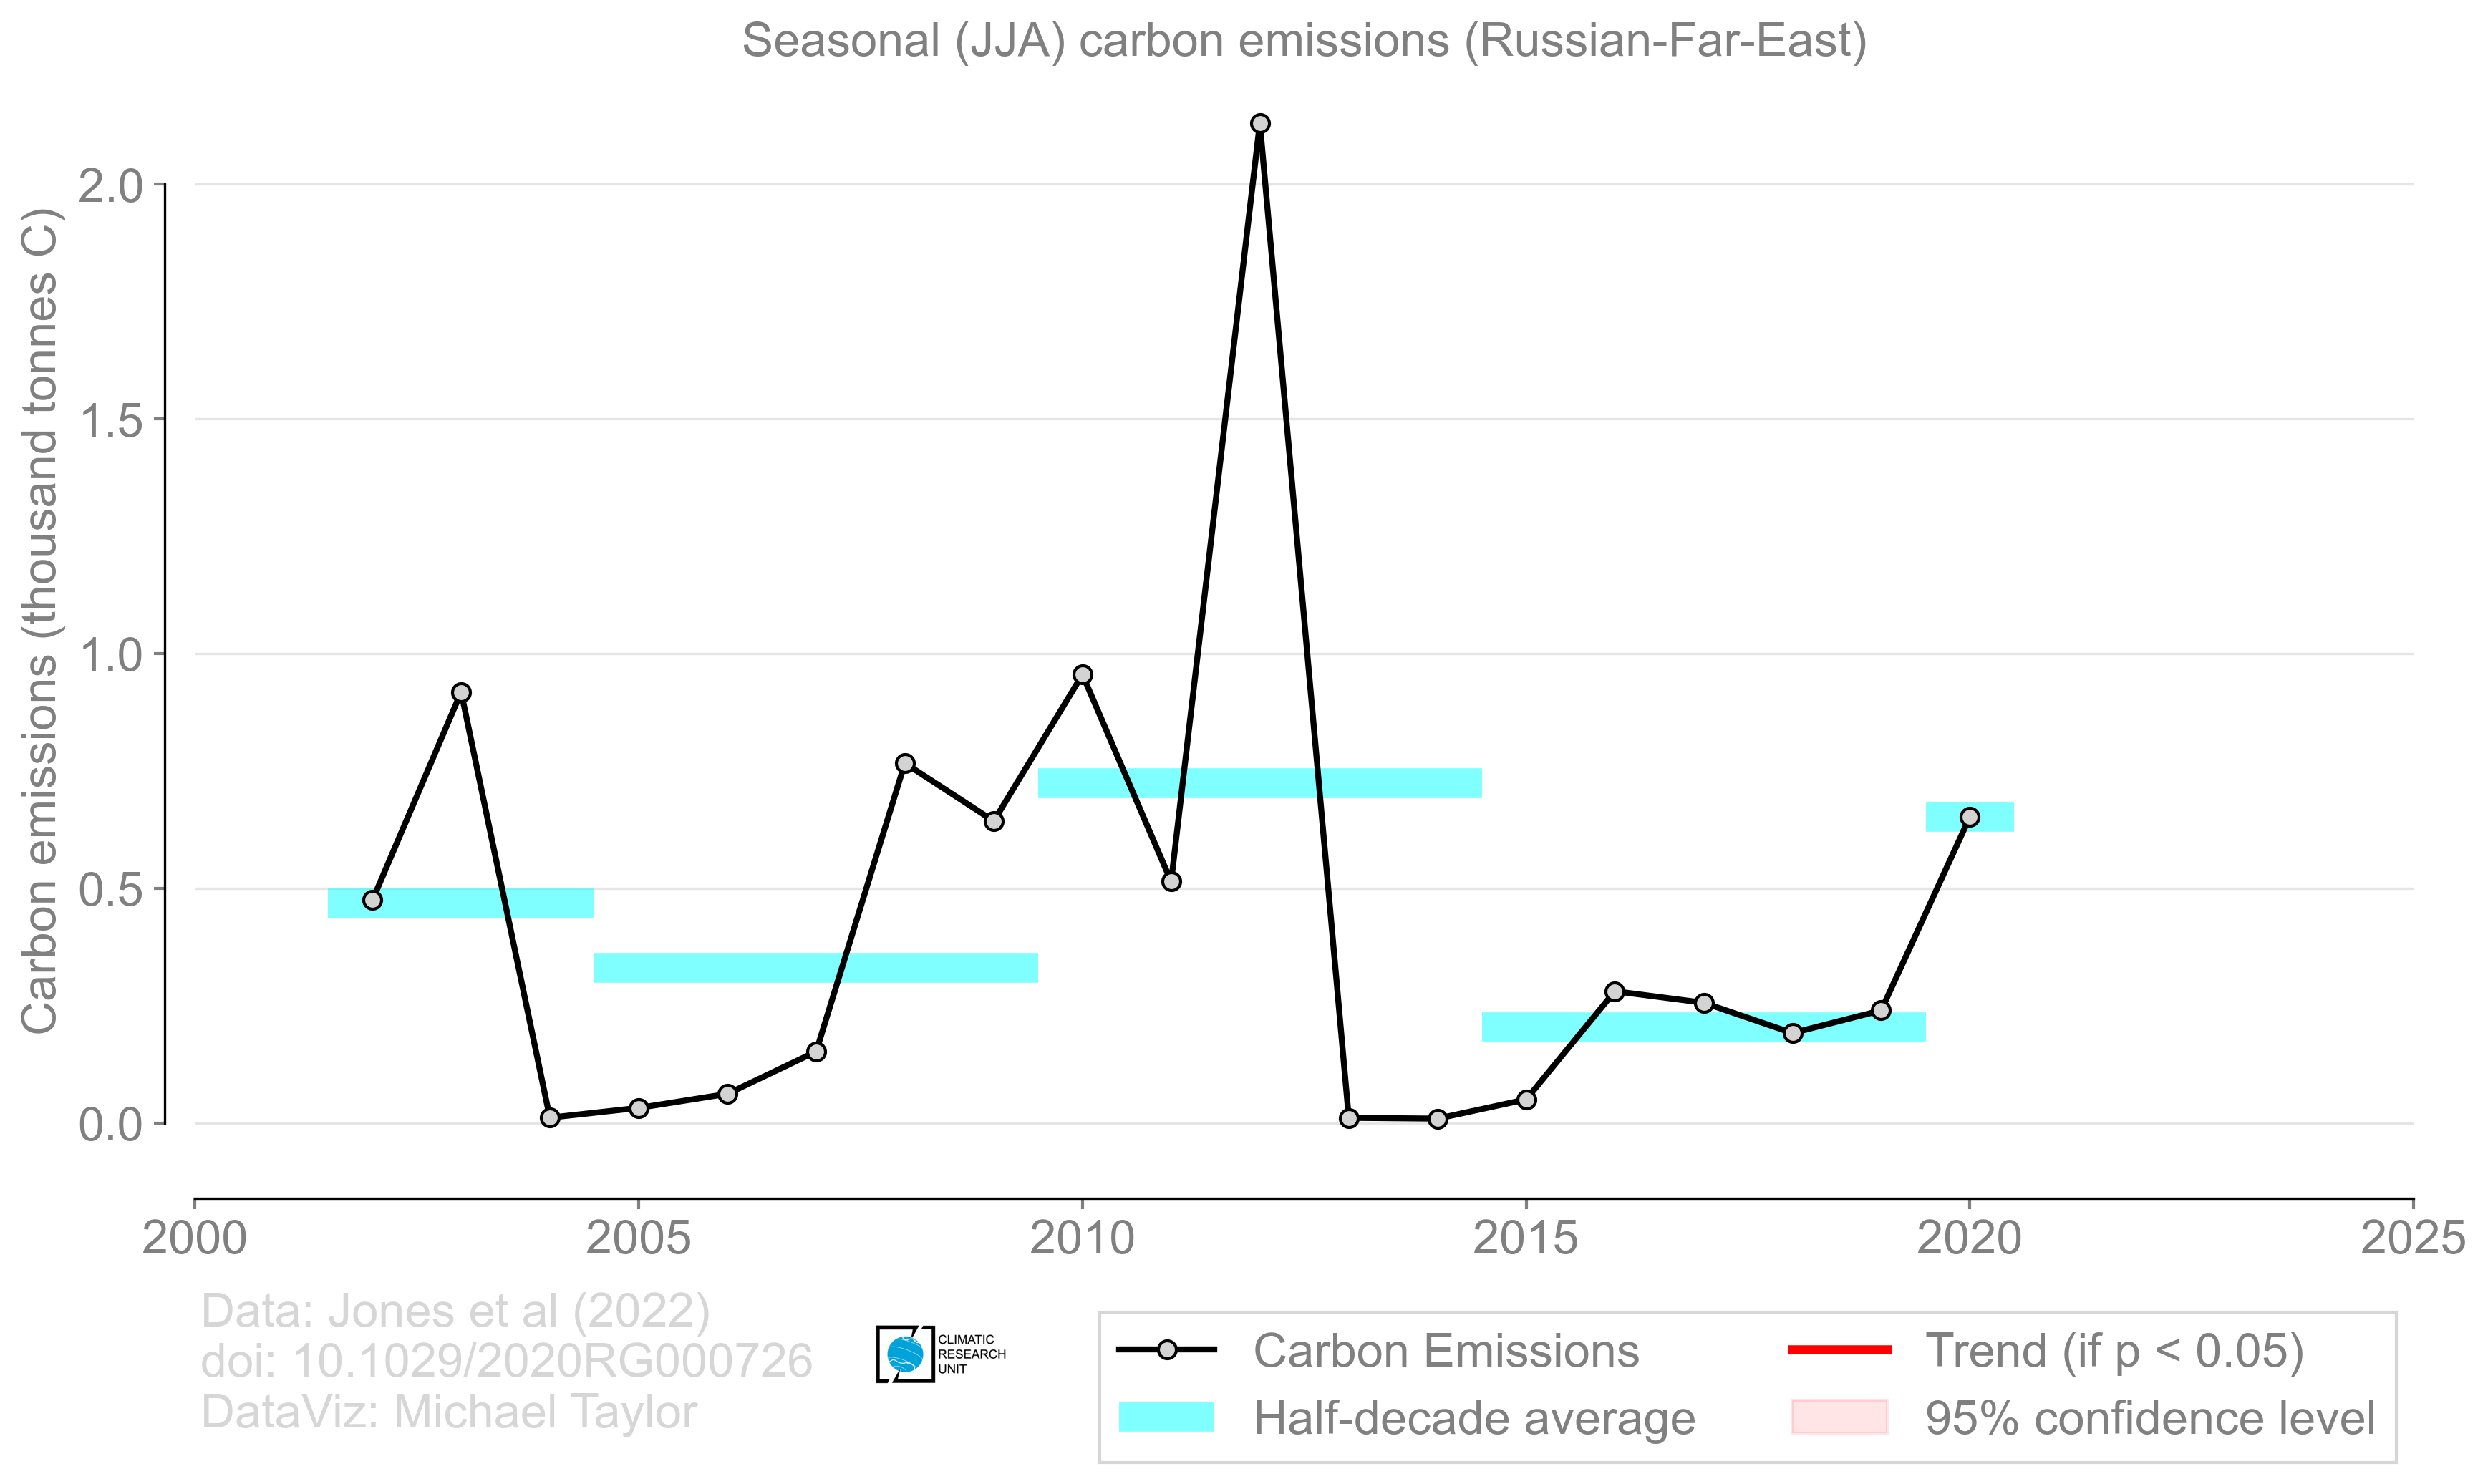 Seasonal (JJA) carbon emissions (Russian-Far-East)
Carbon emissions (thousand tonnes C)
2.0
1.5
1.0
0.5
0.0
2000 2005 2010 2015 2020 2025
Data: Jones et al (2022)
doi: 10.1029/2020RG000726
DataViz: Michael Taylor
CLIMATIC
RESEARCH
UNIT
Carbon Emissions
Half-decade average
Trend (if p < 0.05)
95% confidence level